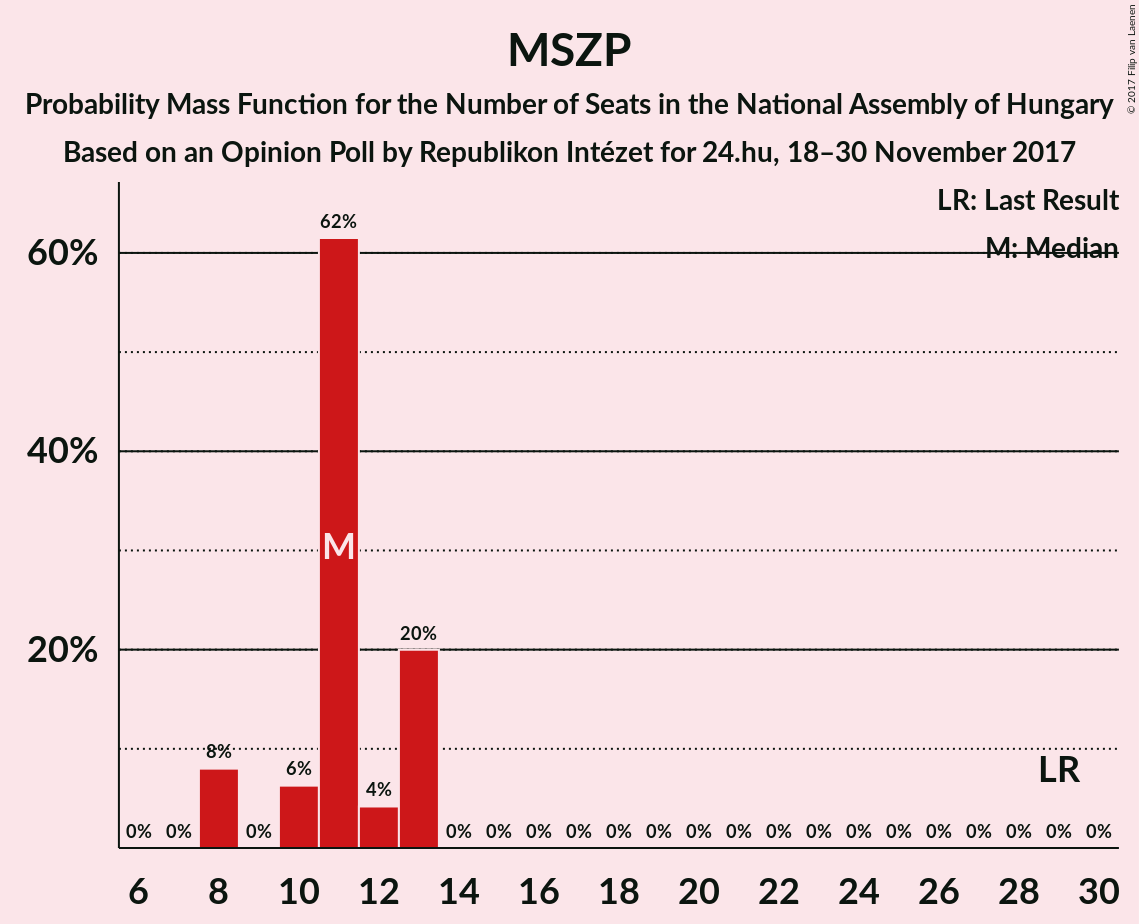 MSZP
Probability Mass Function for the Number of Seats in the National Assembly of Hungary
Based on an Opinion Poll by Republikon Intézet for 24.hu, 18–30 November 2017
© 2017 Filip van Laenen
LR: Last Result
M: Median
60%
40%
20%
62%
M
20%
8%
6%
4%
LR
0% 0% 0% 0% 0% 0% 0% 0% 0% 0% 0% 0% 0% 0% 0% 0% 0% 0% 0% 0%
6 8 10 12 14 16 18 20 22 24 26 28 30